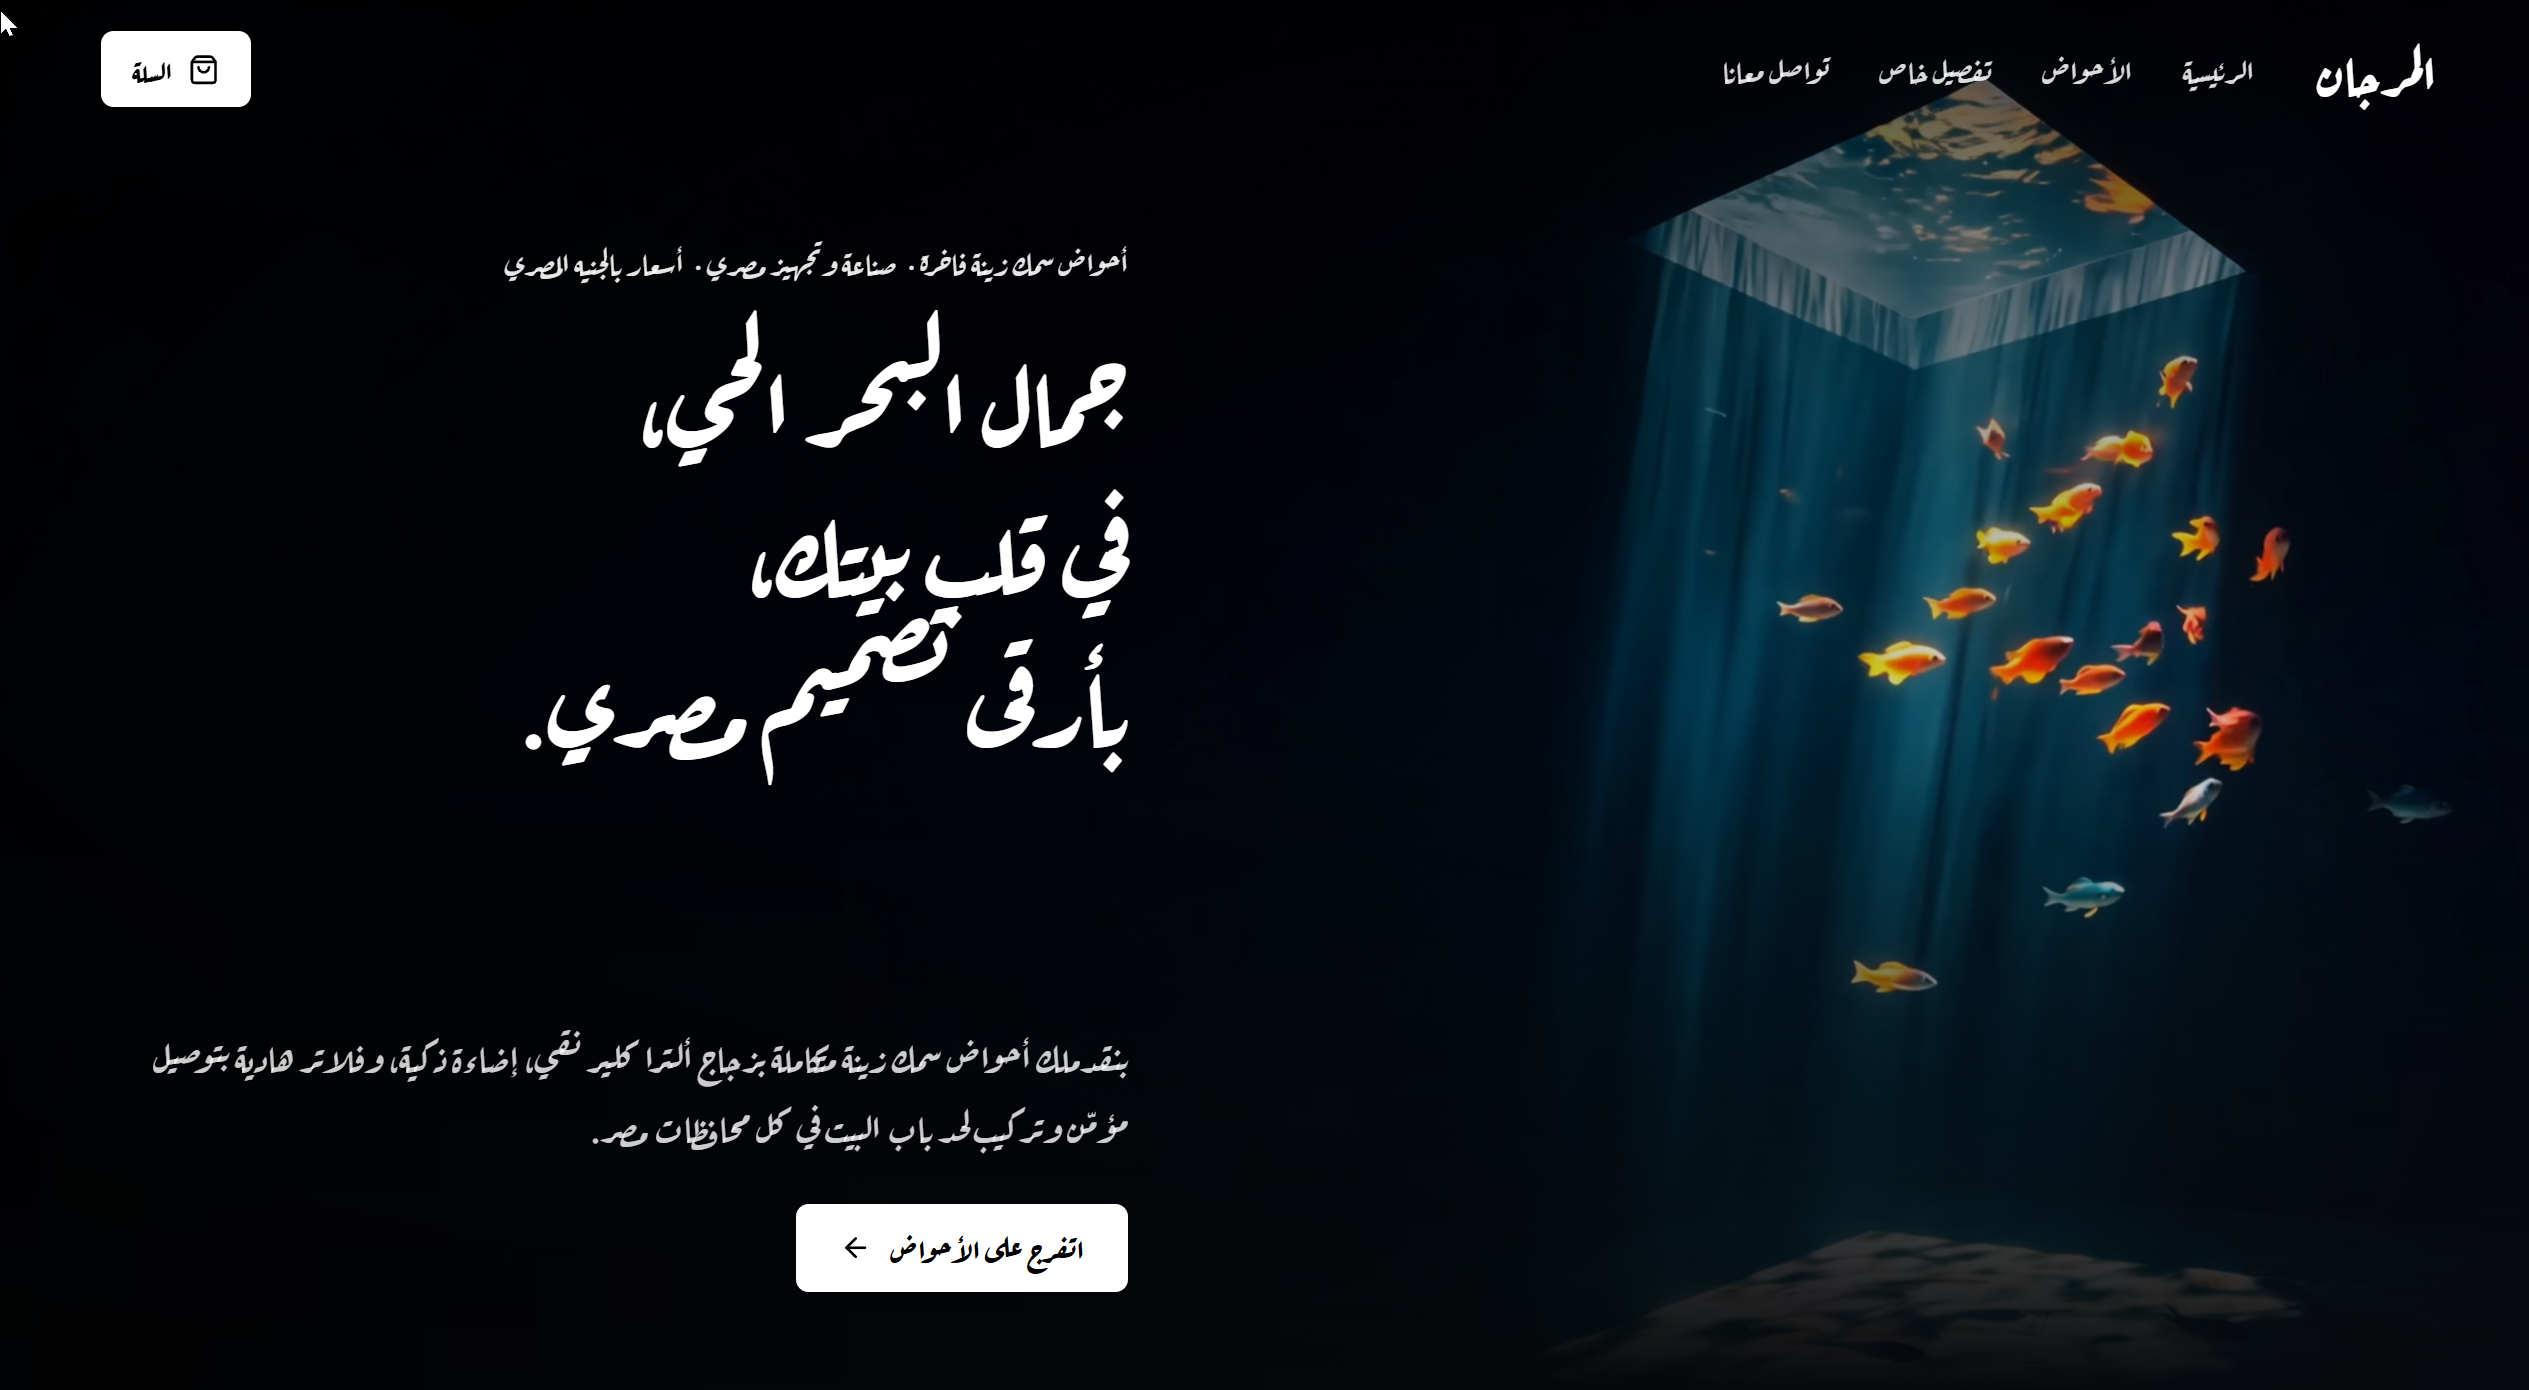 المرجان
الرئيسية
الأحواض
تفصيل خاص
تواصل معانا
السلة
أحواض سمك زينة فاخرة · صناعة وتجهيز مصري · أسعار بالجنيه المصري
جمال البحر الحي،
في قلب بيتك،
بأرقى تصميم مصري.
بنقدملك أحواض سمك زينة متكاملة بزجاج ألترا كلير نقي، إضاءة ذكية، وفلاتر هادية بتوصيل
مؤمّن وتركيب لحد باب البيت في كل محافظات مصر.
اتفرج على الأحواض